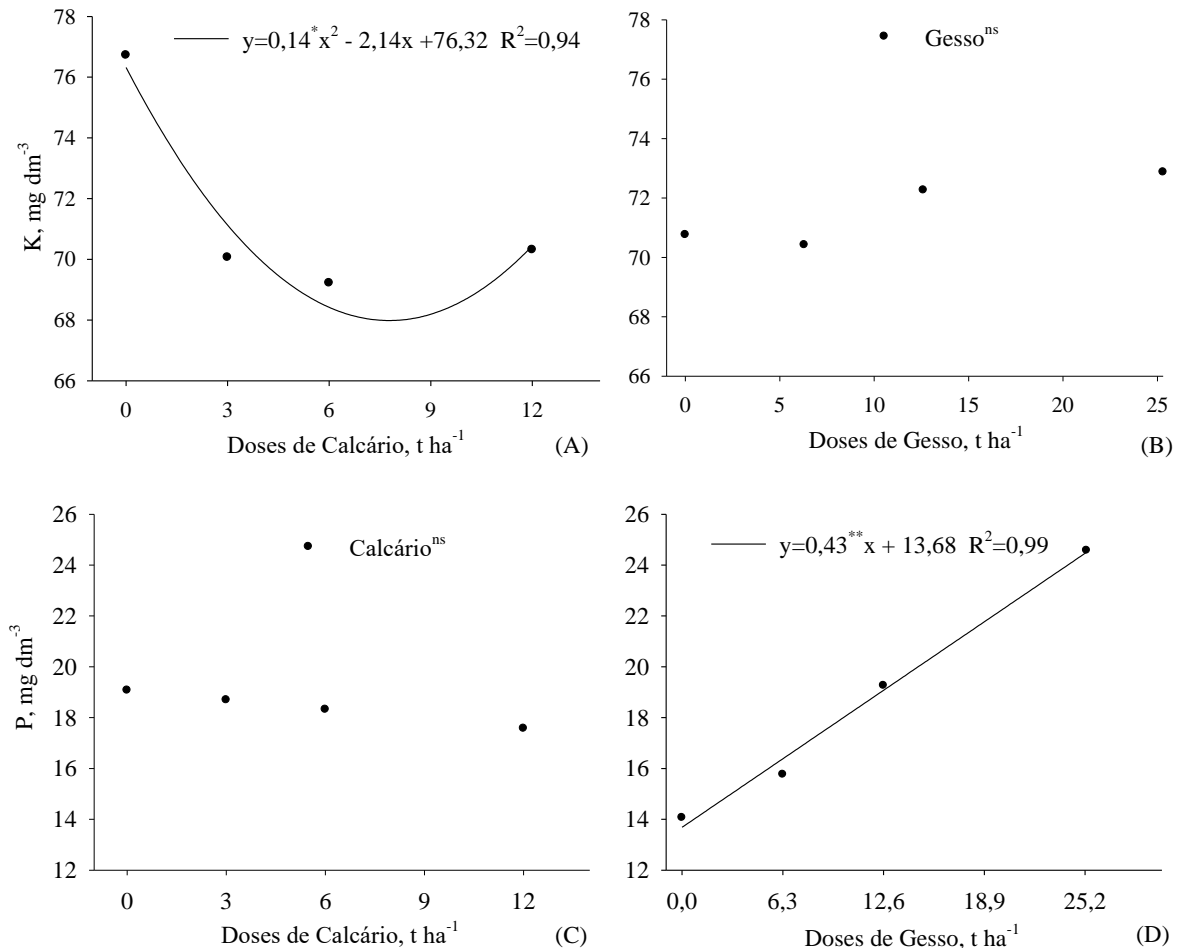 78
76
74
72
70
68
66
K, mg dm⁻³
y=0,14*x² - 2,14x +76,32 R²=0,94
0 3 6 9 12
Doses de Calcário, t ha⁻¹ (A)
78
76
74
72
70
68
66
Gessoⁿˢ
0 5 10 15 20 25
Doses de Gesso, t ha⁻¹ (B)
26
24
22
20
18
16
14
12
P, mg dm⁻³
Calcárioⁿˢ
0 3 6 9 12
Doses de Calcário, t ha⁻¹ (C)
26
24
22
20
18
16
14
12
y=0,43**x + 13,68 R²=0,99
0,0 6,3 12,6 18,9 25,2
Doses de Gesso, t ha⁻¹ (D)